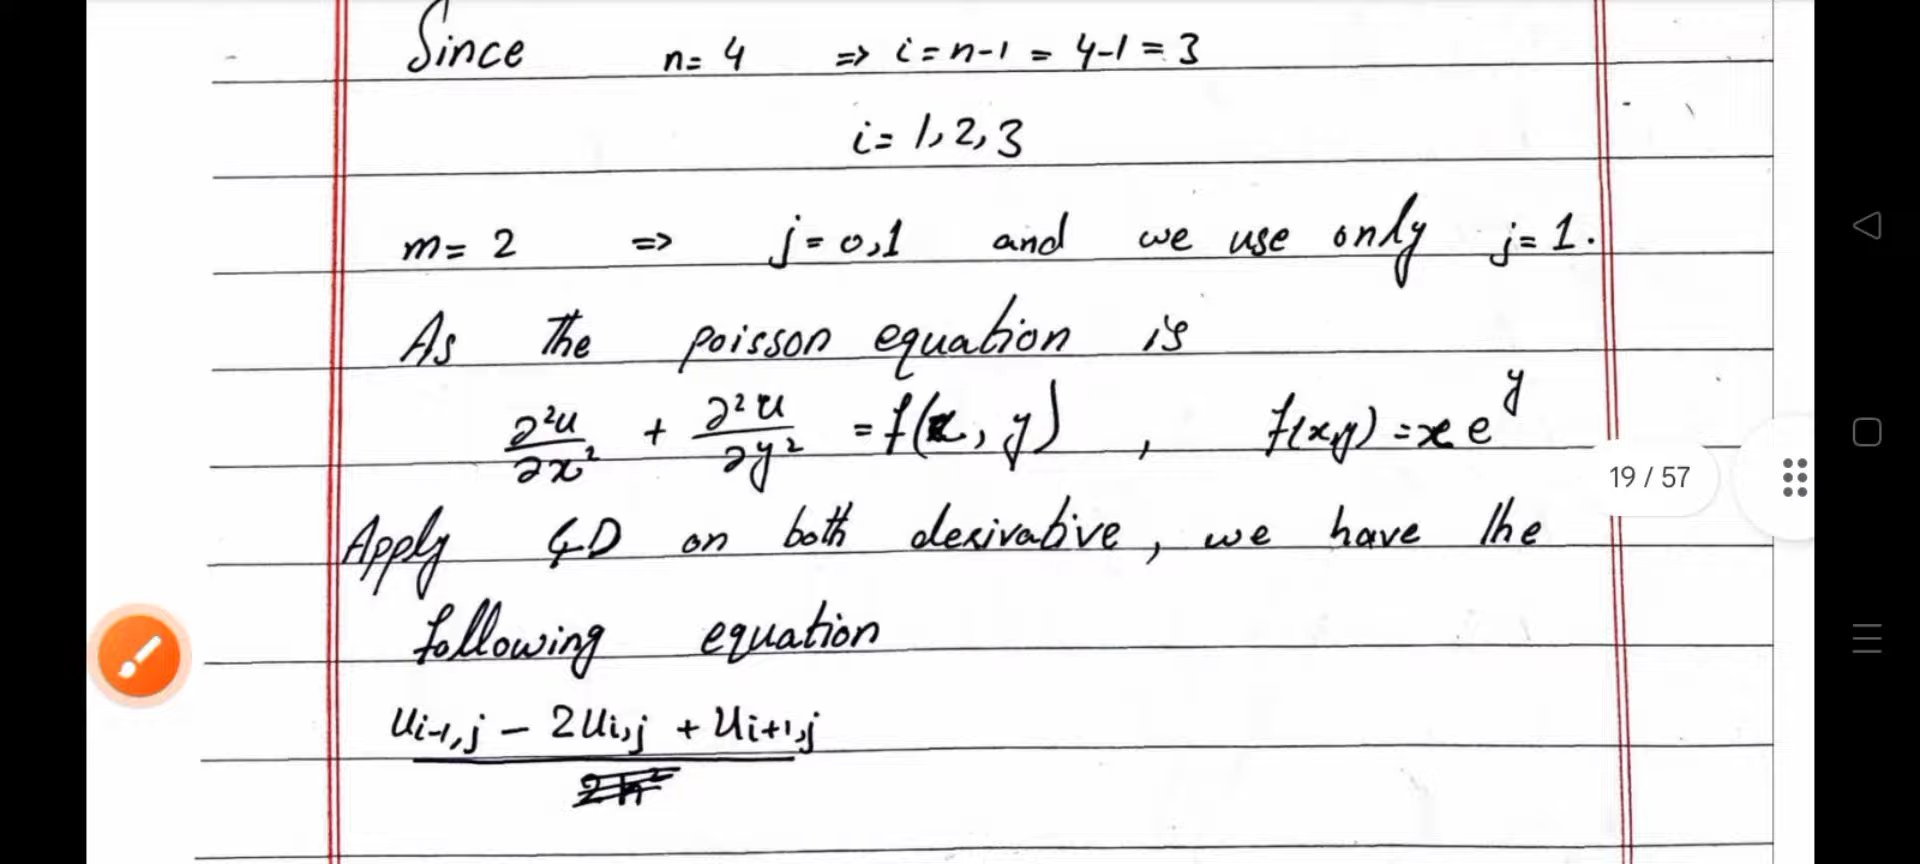 Since n= 4 => i = n-1 = 4-1 = 3
i= 1, 2, 3
m= 2 => j= 0,1 and we use only j= 1.
As the poisson equation is
∂²u/∂x² + ∂²u/∂y² = f(x, y) , f(x,y) = x e^y
Apply CD on both derivative, we have the
19 / 57
following equation
u_{i-1,j} - 2u_{i,j} + u_{i+1,j}